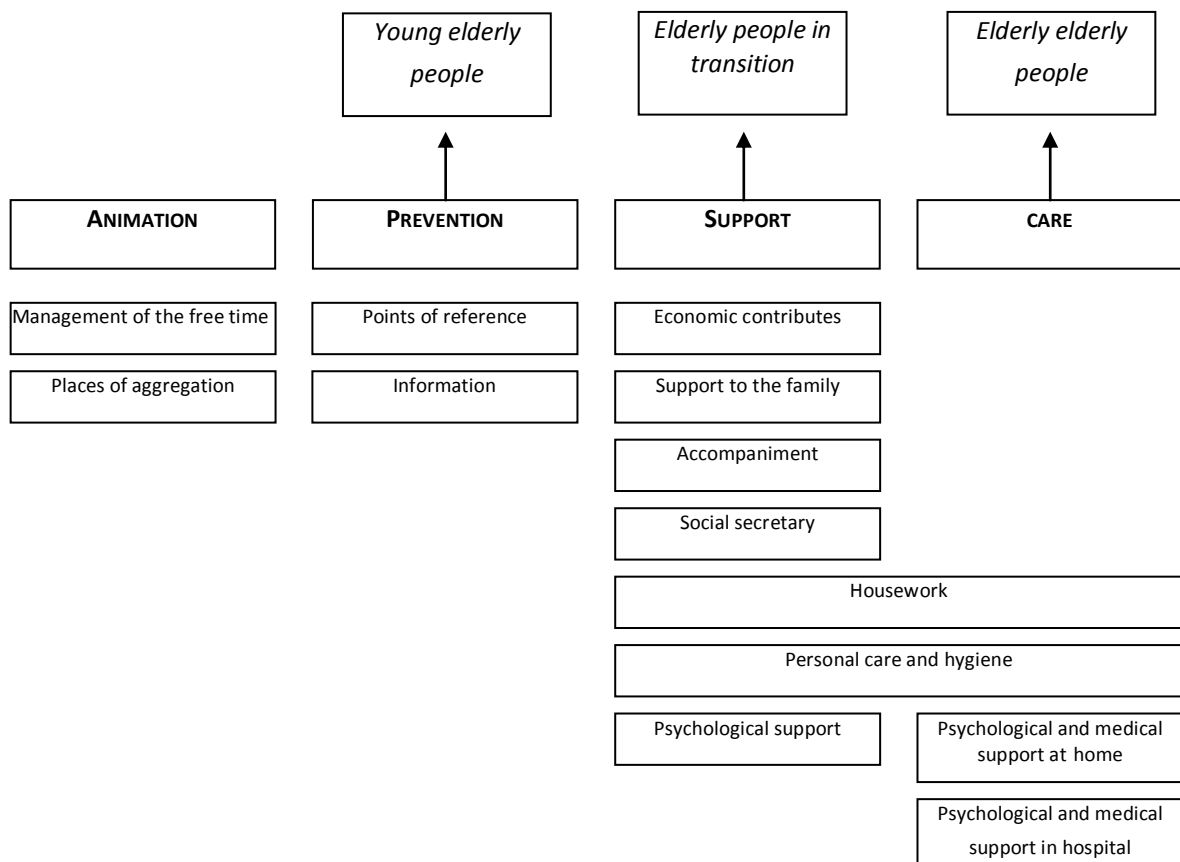 Young elderly
people
Elderly people in
transition
Elderly elderly
people
ANIMATION
PREVENTION
SUPPORT
CARE
Management of the free time
Points of reference
Economic contributes
Places of aggregation
Information
Support to the family
Accompaniment
Social secretary
Housework
Personal care and hygiene
Psychological support
Psychological and medical
support at home
Psychological and medical
support in hospital